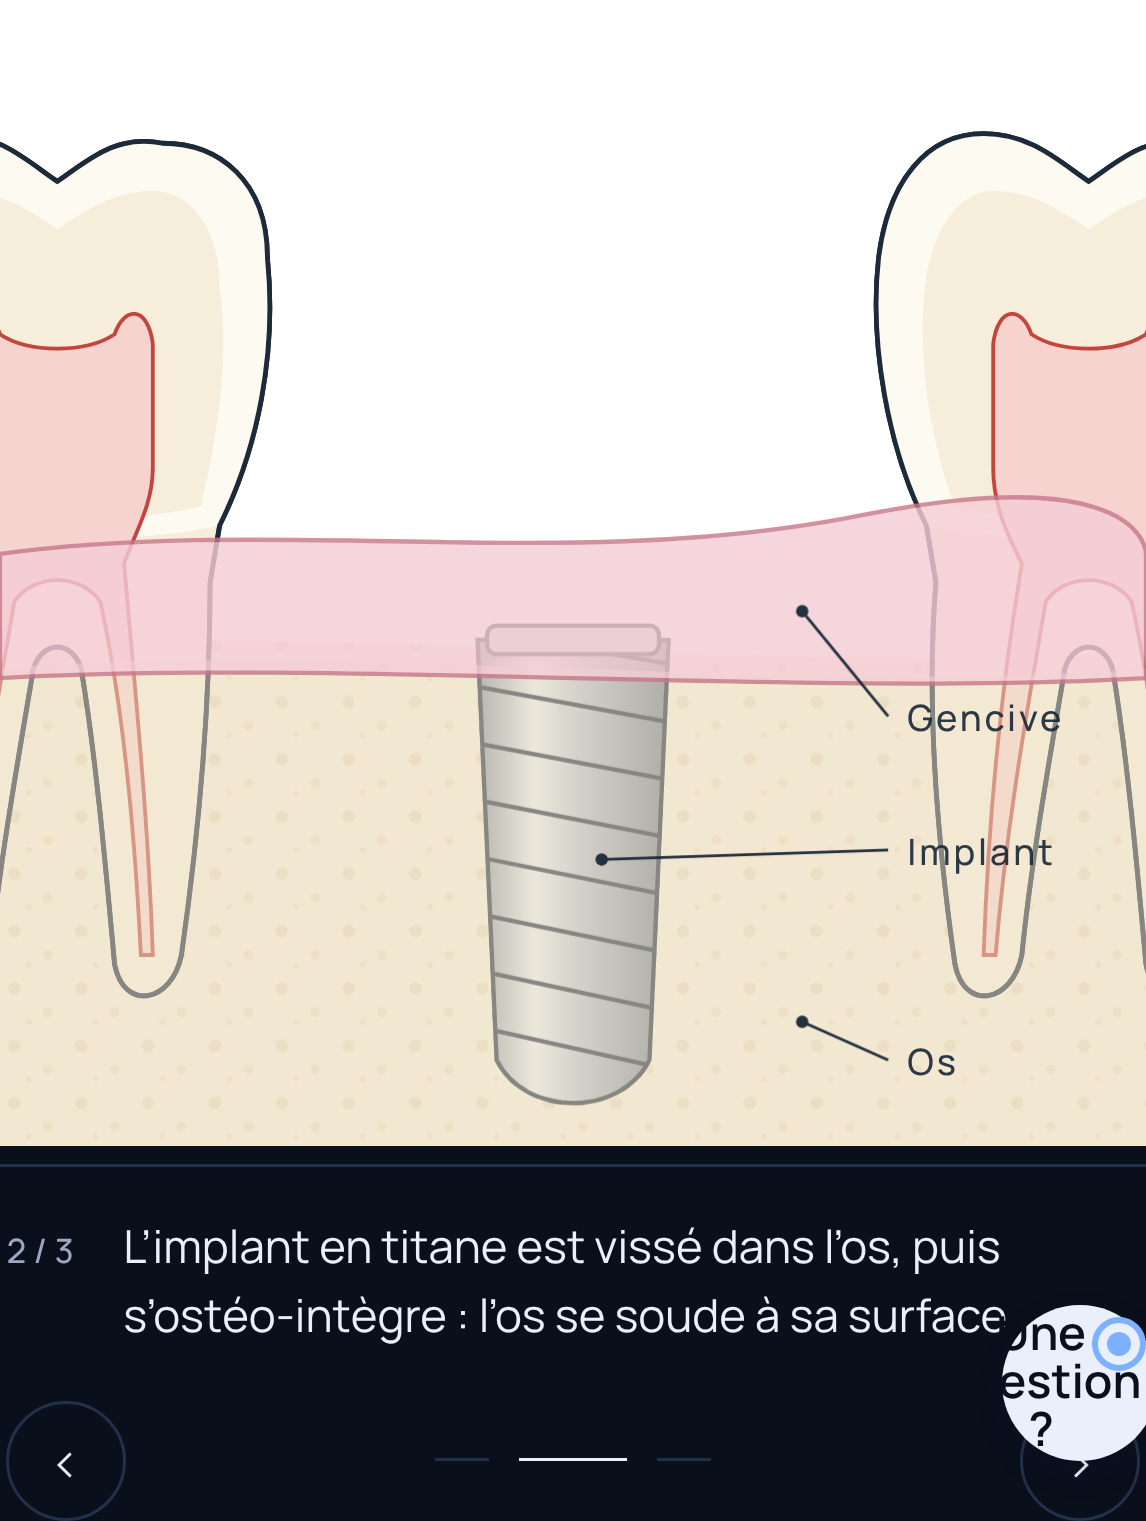 Gencive
Implant
Os
2 / 3
L’implant en titane est vissé dans l’os, puis
s’ostéo-intègre : l’os se soude à sa surface
?